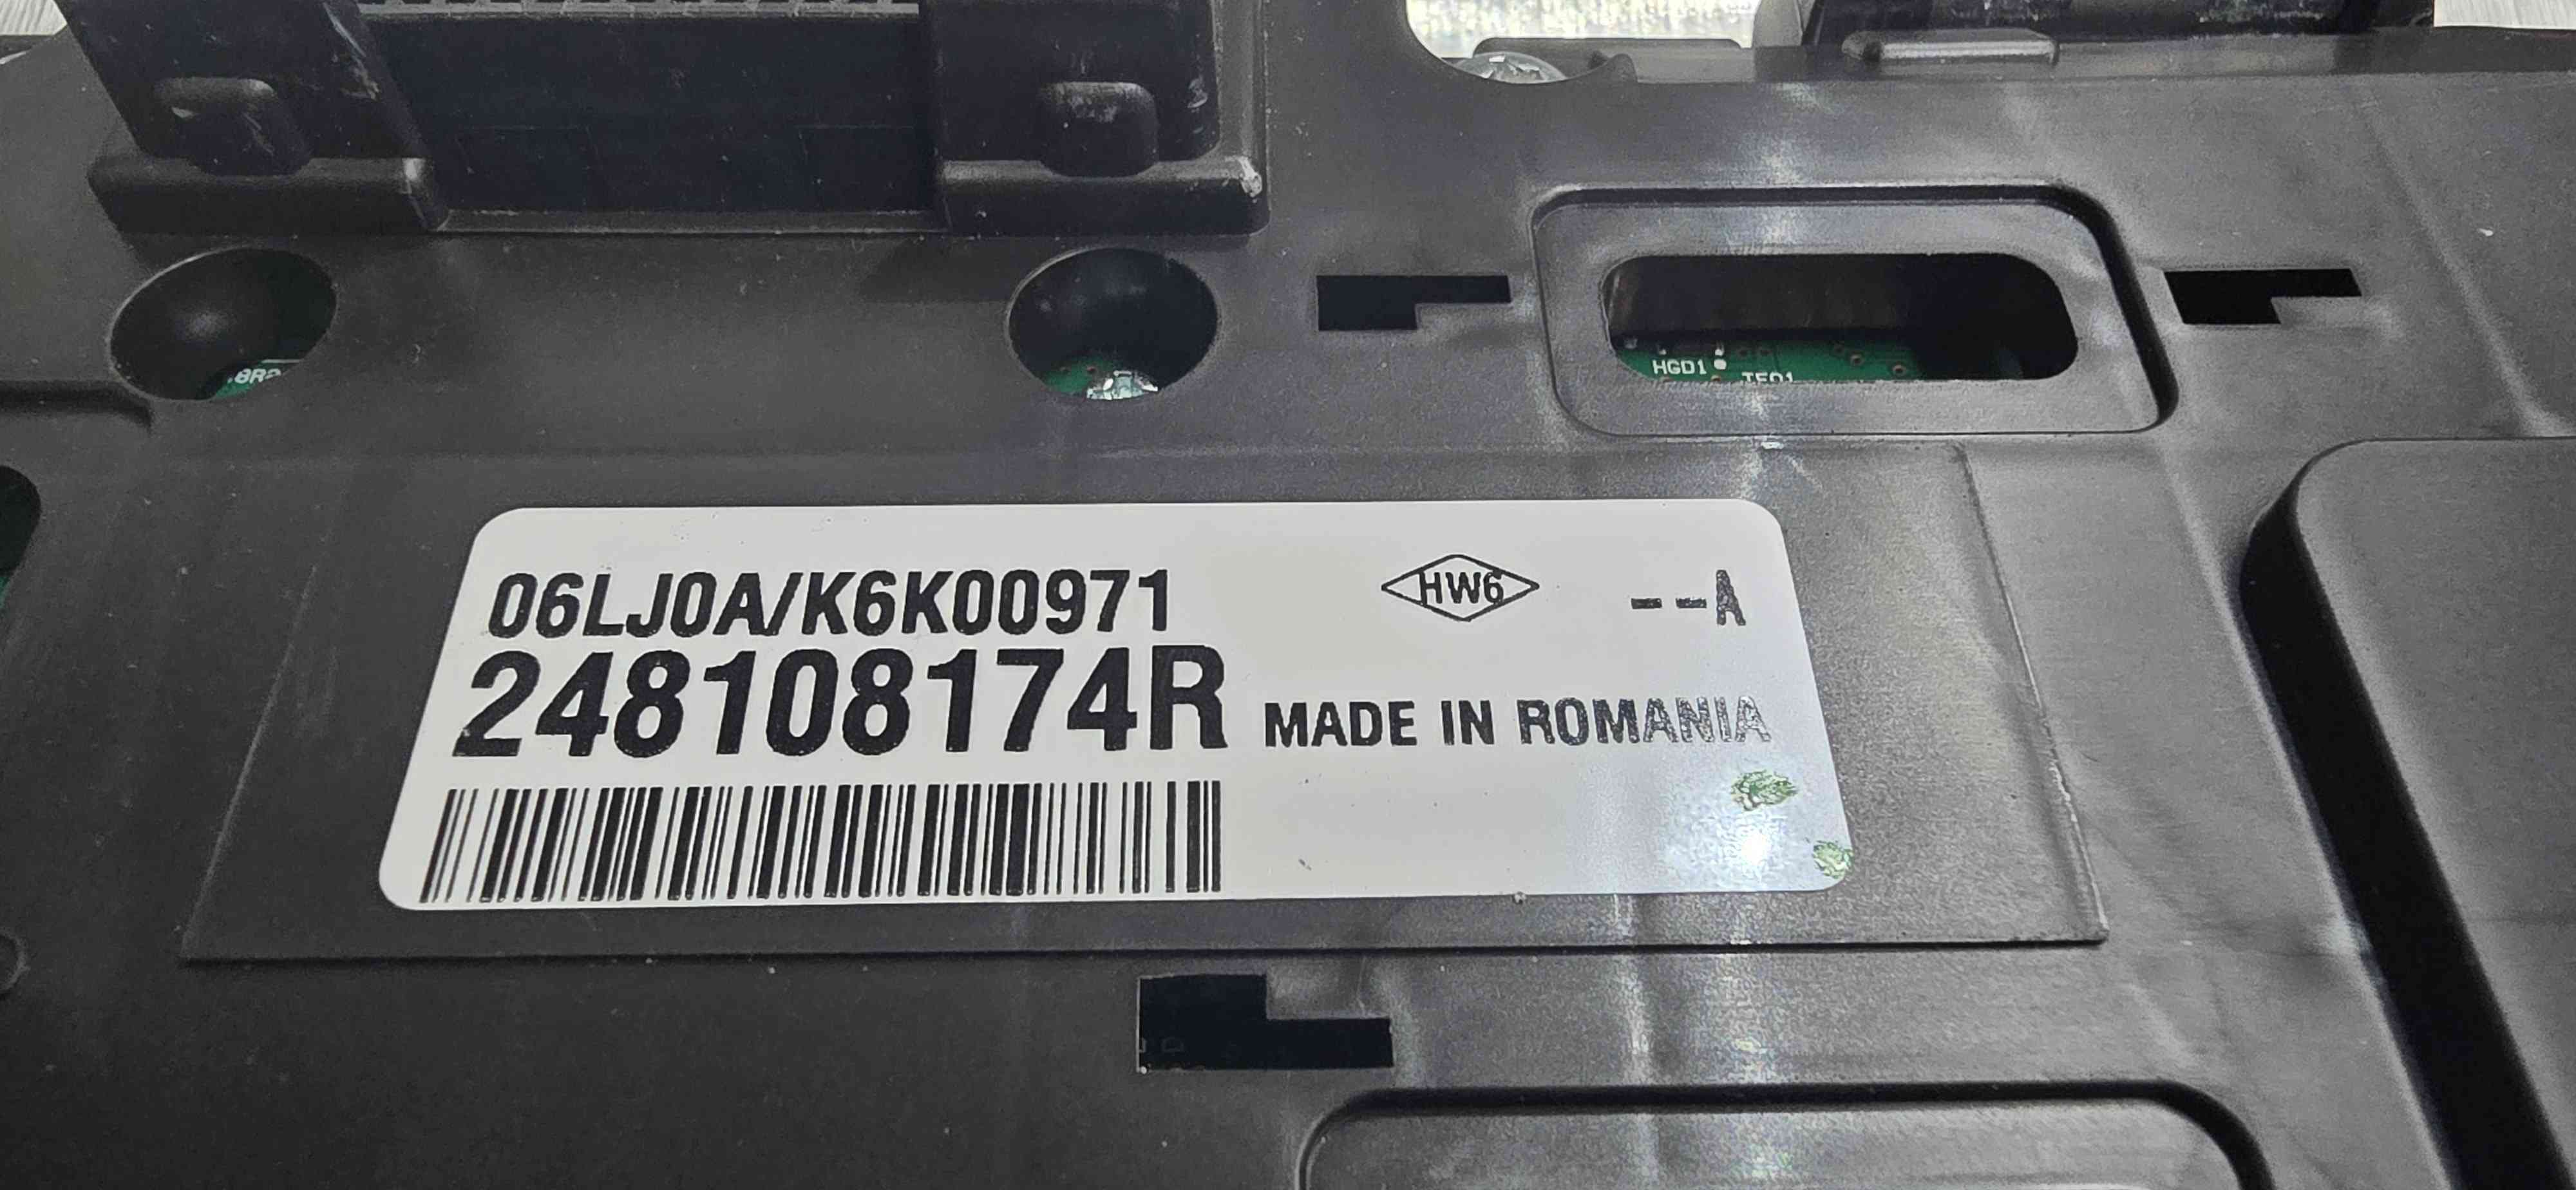 HGD1
06LJ0A/K6K00971
HW6
--A
248108174R
MADE IN ROMANIA